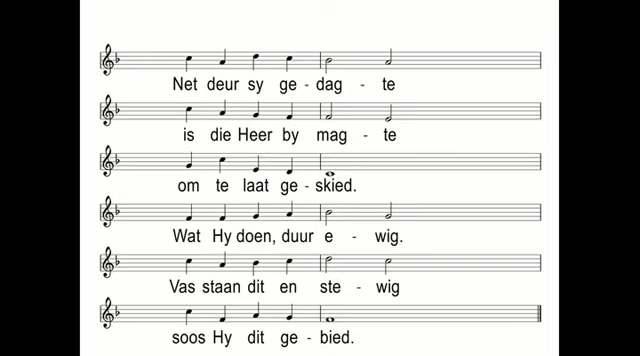 Net deur sy ge - dag - te
is die Heer by mag - te
om te laat ge - skied.
Wat Hy doen, duur e - wig.
Vas staan dit en ste - wig
soos Hy dit ge - bied.